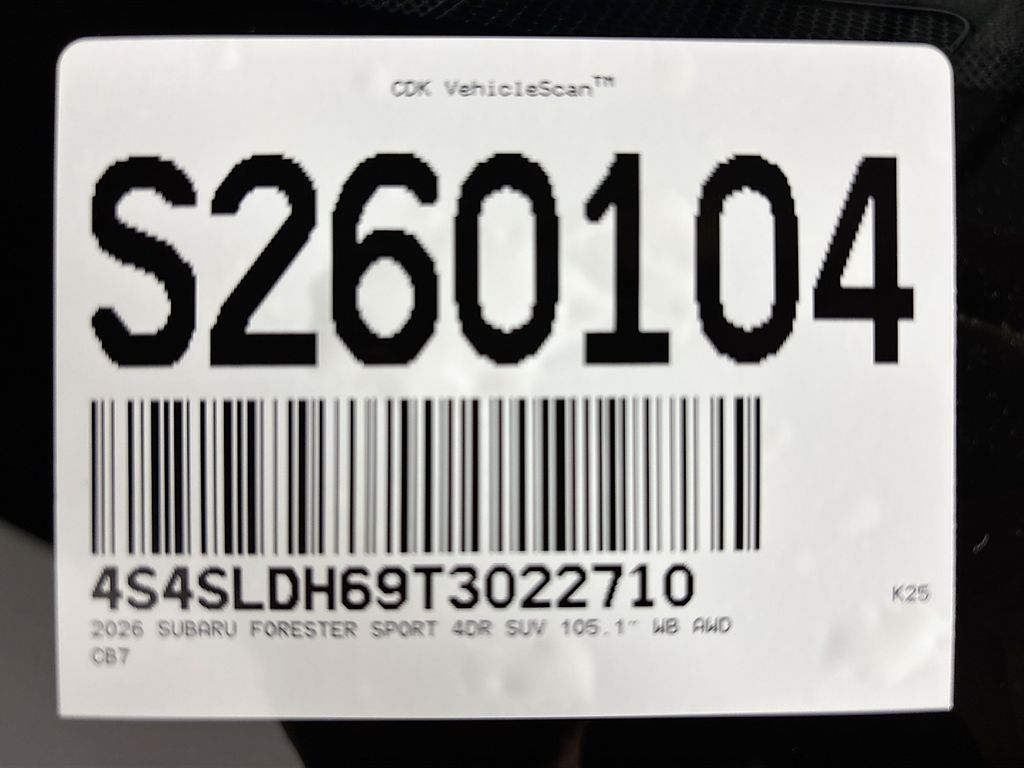 CDK VehicleScan™
S260104
4S4SLDH69T3022710
K25
2026 SUBARU FORESTER SPORT 4DR SUV 105.1" WB AWD
CB7